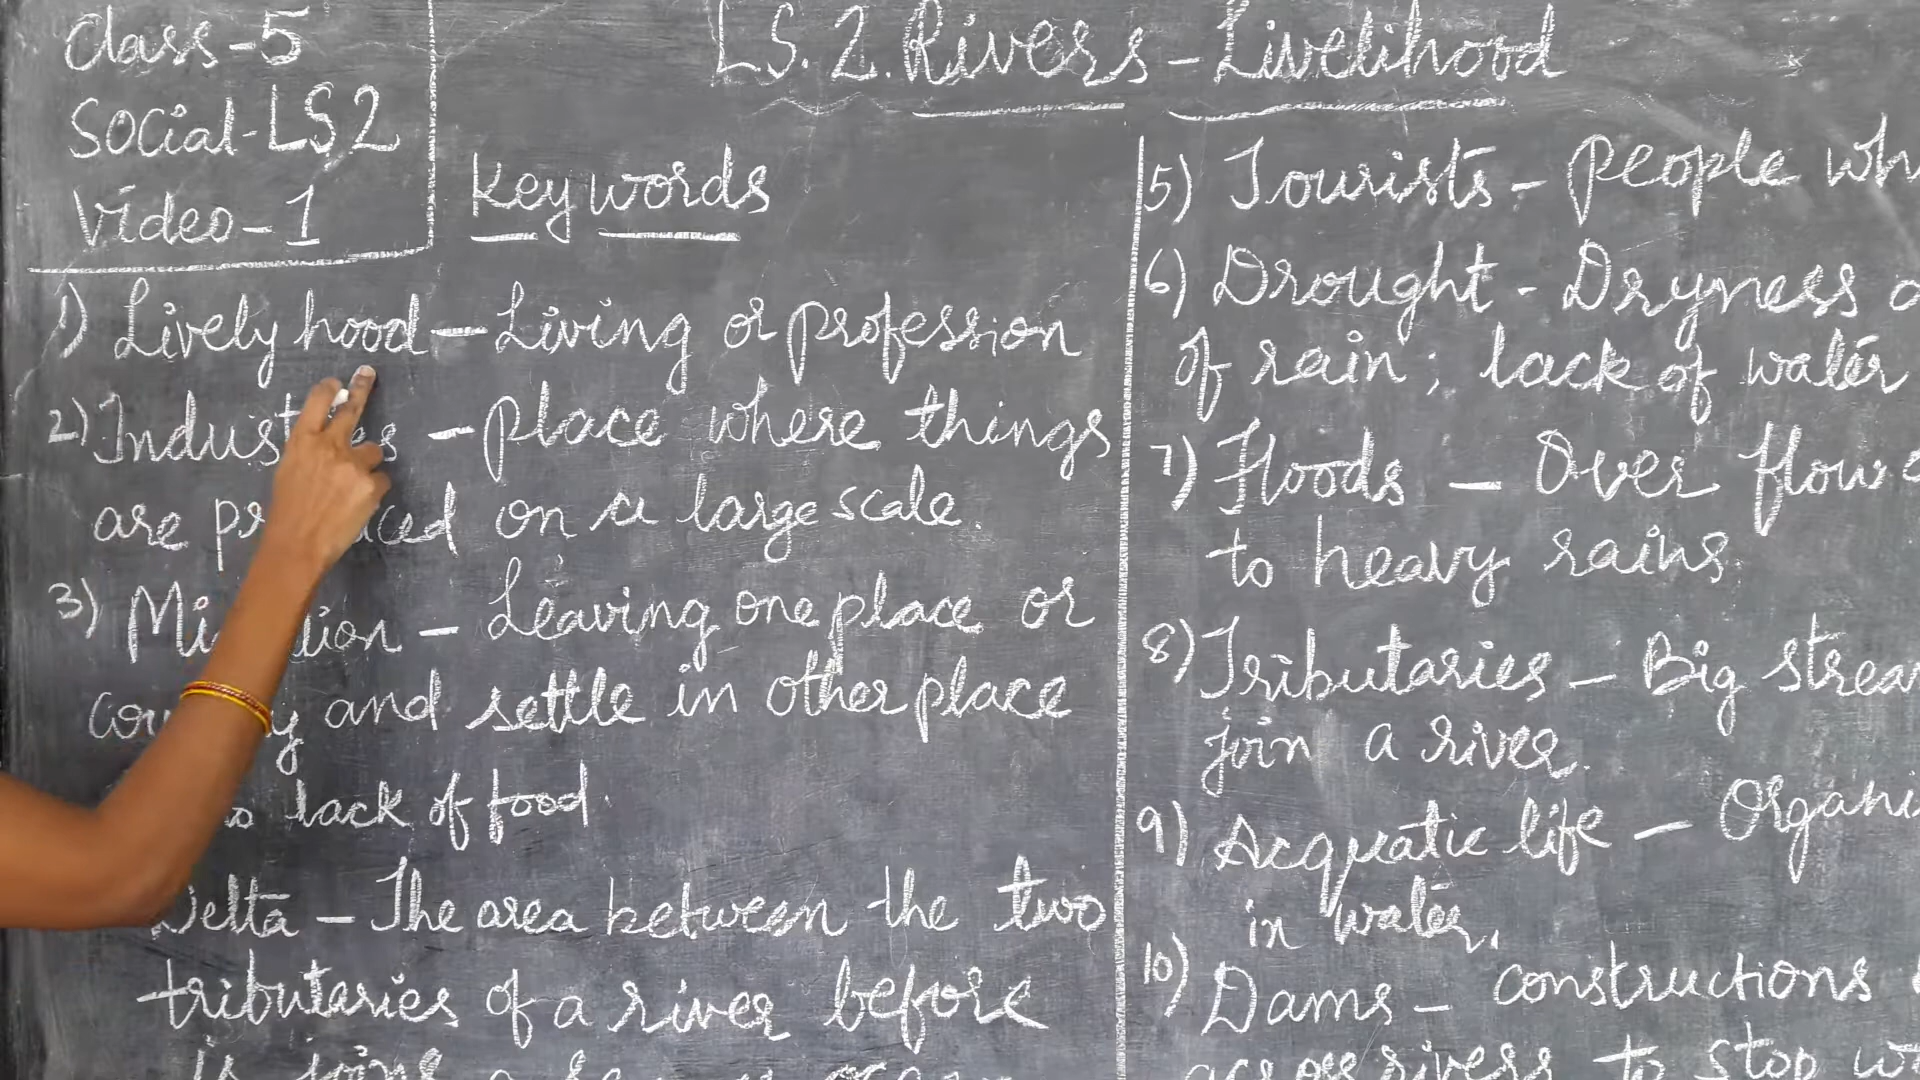 Class-5
Social-LS2
Video-1
LS.2. Rivers - Livelihood
Key words
1) Lively hood - Living or profession
2) Industries - place where things
are produced on a large scale.
3) Migration - Leaving one place or
country and settle in other place
lack of food.
Delta - The area between the two
tributaries of a river before
5) Tourists - People wh
6) Drought - Dryness
of rain; lack of water
7) Floods - Over flow
to heavy rains
8) Tributaries - Big strea
join a river.
9) Acquatic life - Organi
in water.
10) Dams - constructions
across rivers to stop